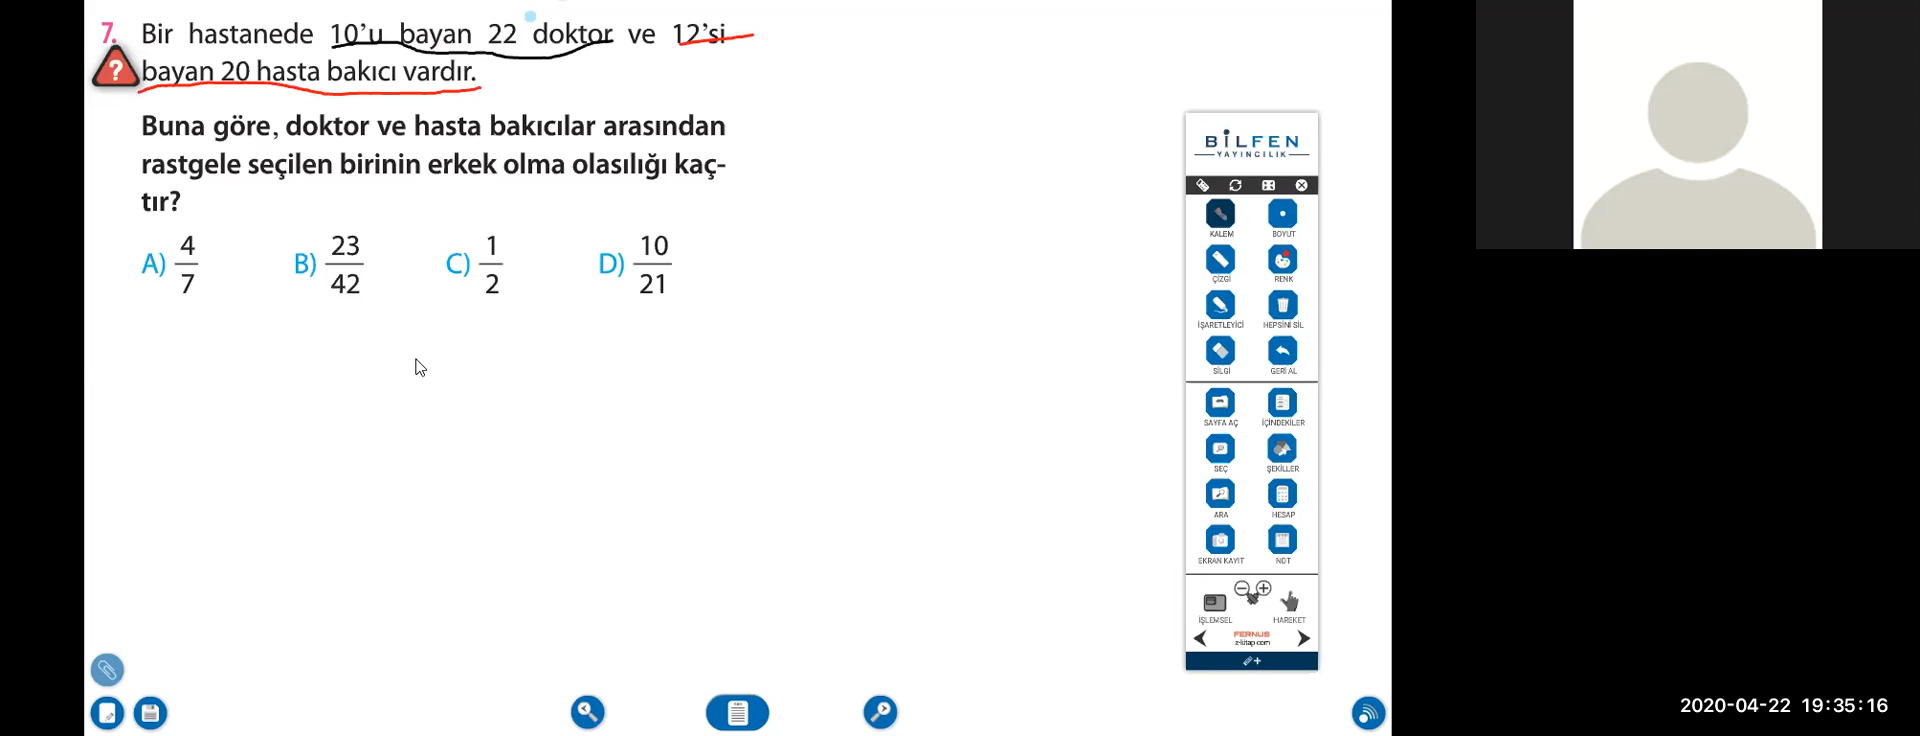 7. Bir hastanede 10'u bayan 22 doktor ve 12'si
? bayan 20 hasta bakıcı vardır.
Buna göre, doktor ve hasta bakıcılar arasından
rastgele seçilen birinin erkek olma olasılığı kaç-
tır?
A) 4/7 B) 23/42 C) 1/2 D) 10/21
BİLFEN
YAYINCILIK
KALEM BOYUT
ÇİZGİ RENK
İŞARETLEYİCİ HEPSİNİ SİL
SİLGİ GERİ AL
SAYFA AÇ İÇİNDEKİLER
SEÇ ŞEKİLLER
ARA HESAP
EKRAN KAYIT NOT
İŞLEMSEL HAREKET
FERNUS
z-kitap.com
2020-04-22 19:35:16